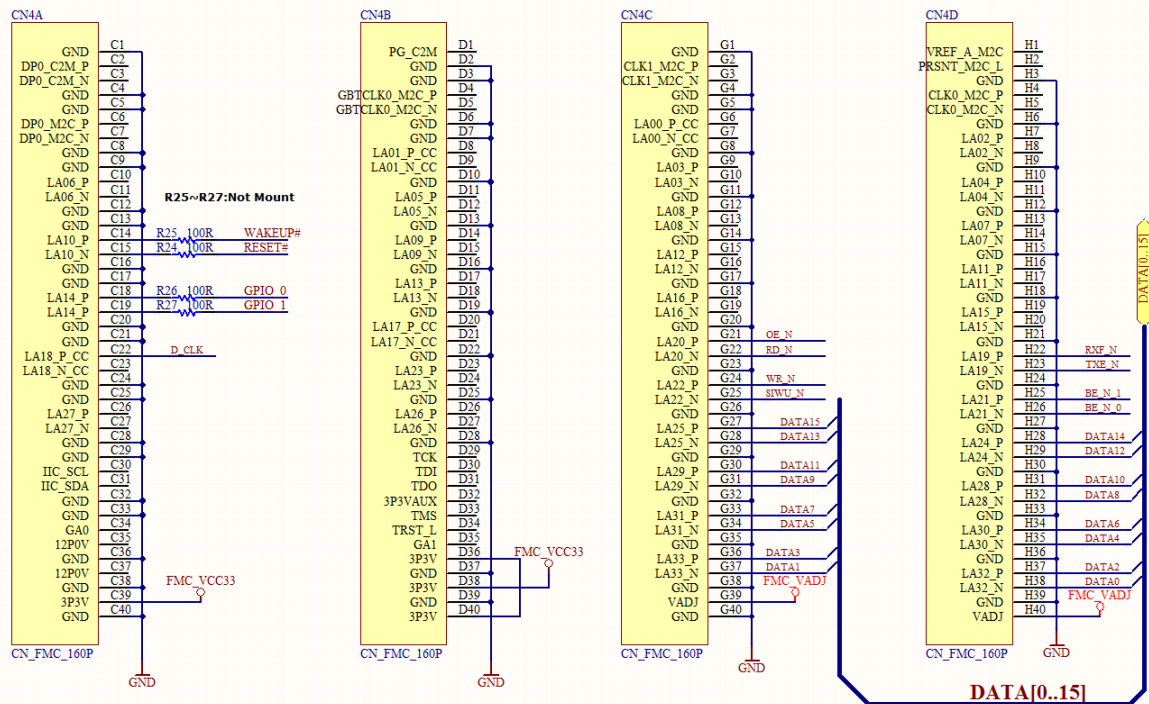 CN4A
GND C1
DP0_C2M_P C2
DP0_C2M_N C3
GND C4
GND C5
DP0_M2C_P C6
DP0_M2C_N C7
GND C8
GND C9
LA06_P C10
LA06_N C11
R25~R27:Not Mount
GND C12
GND C13
LA10_P C14 R25 100R WAKEUP#
LA10_N C15 R24 100R RESET#
GND C16
GND C17
LA14_P C18 R26 100R GPIO_0
LA14_P C19 R27 100R GPIO_1
GND C20
GND C21
LA18_P_CC C22 D_CLK
LA18_N_CC C23
GND C24
GND C25
LA27_P C26
LA27_N C27
GND C28
GND C29
IIC_SCL C30
IIC_SDA C31
GND C32
GND C33
GA0 C34
12P0V C35
GND C36
12P0V C37
GND C38
FMC_VCC33
3P3V C39
GND C40
CN_FMC_160P
GND
CN4B
PG_C2M D1
GND D2
GND D3
GBTCLK0_M2C_P D4
GBTCLK0_M2C_N D5
GND D6
GND D7
LA01_P_CC D8
LA01_N_CC D9
GND D10
LA05_P D11
LA05_N D12
GND D13
LA09_P D14
LA09_N D15
GND D16
LA13_P D17
LA13_N D18
GND D19
LA17_P_CC D20
LA17_N_CC D21
GND D22
LA23_P D23
LA23_N D24
GND D25
LA26_P D26
LA26_N D27
GND D28
TCK D29
TDI D30
TDO D31
3P3VAUX D32
TMS D33
TRST_L D34
GA1 D35
3P3V D36
FMC_VCC33
GND D37
3P3V D38
GND D39
3P3V D40
CN_FMC_160P
GND
CN4C
GND G1
CLK1_M2C_P G2
CLK1_M2C_N G3
GND G4
GND G5
LA00_P_CC G6
LA00_N_CC G7
GND G8
LA03_P G9
LA03_N G10
GND G11
LA08_P G12
LA08_N G13
GND G14
LA12_P G15
LA12_N G16
GND G17
LA16_P G18
LA16_N G19
GND G20
LA20_P G21 OE_N
LA20_N G22 RD_N
GND G23
LA22_P G24 WR_N
LA22_N G25 SIWU_N
GND G26
LA25_P G27 DATA15
LA25_N G28 DATA13
GND G29
LA29_P G30 DATA11
LA29_N G31 DATA9
GND G32
LA31_P G33 DATA7
LA31_N G34 DATA5
GND G35
LA33_P G36 DATA3
LA33_N G37 DATA1
GND G38
FMC_VADJ
VADJ G39
GND G40
CN_FMC_160P
GND
CN4D
VREF_A_M2C H1
PRSNT_M2C_L H2
GND H3
CLK0_M2C_P H4
CLK0_M2C_N H5
GND H6
LA02_P H7
LA02_N H8
GND H9
LA04_P H10
LA04_N H11
GND H12
LA07_P H13
LA07_N H14
GND H15
LA11_P H16
LA11_N H17
GND H18
LA15_P H19
LA15_N H20
GND H21
LA19_P H22 RXF_N
LA19_N H23 TXE_N
GND H24
LA21_P H25 BE_N_1
LA21_N H26 BE_N_0
GND H27
LA24_P H28 DATA14
LA24_N H29 DATA12
GND H30
LA28_P H31 DATA10
LA28_N H32 DATA8
GND H33
LA30_P H34 DATA6
LA30_N H35 DATA4
GND H36
LA32_P H37 DATA2
LA32_N H38 DATA0
GND H39
FMC_VADJ
VADJ H40
CN_FMC_160P
GND
DATA[0..15]
DATA[0..15]